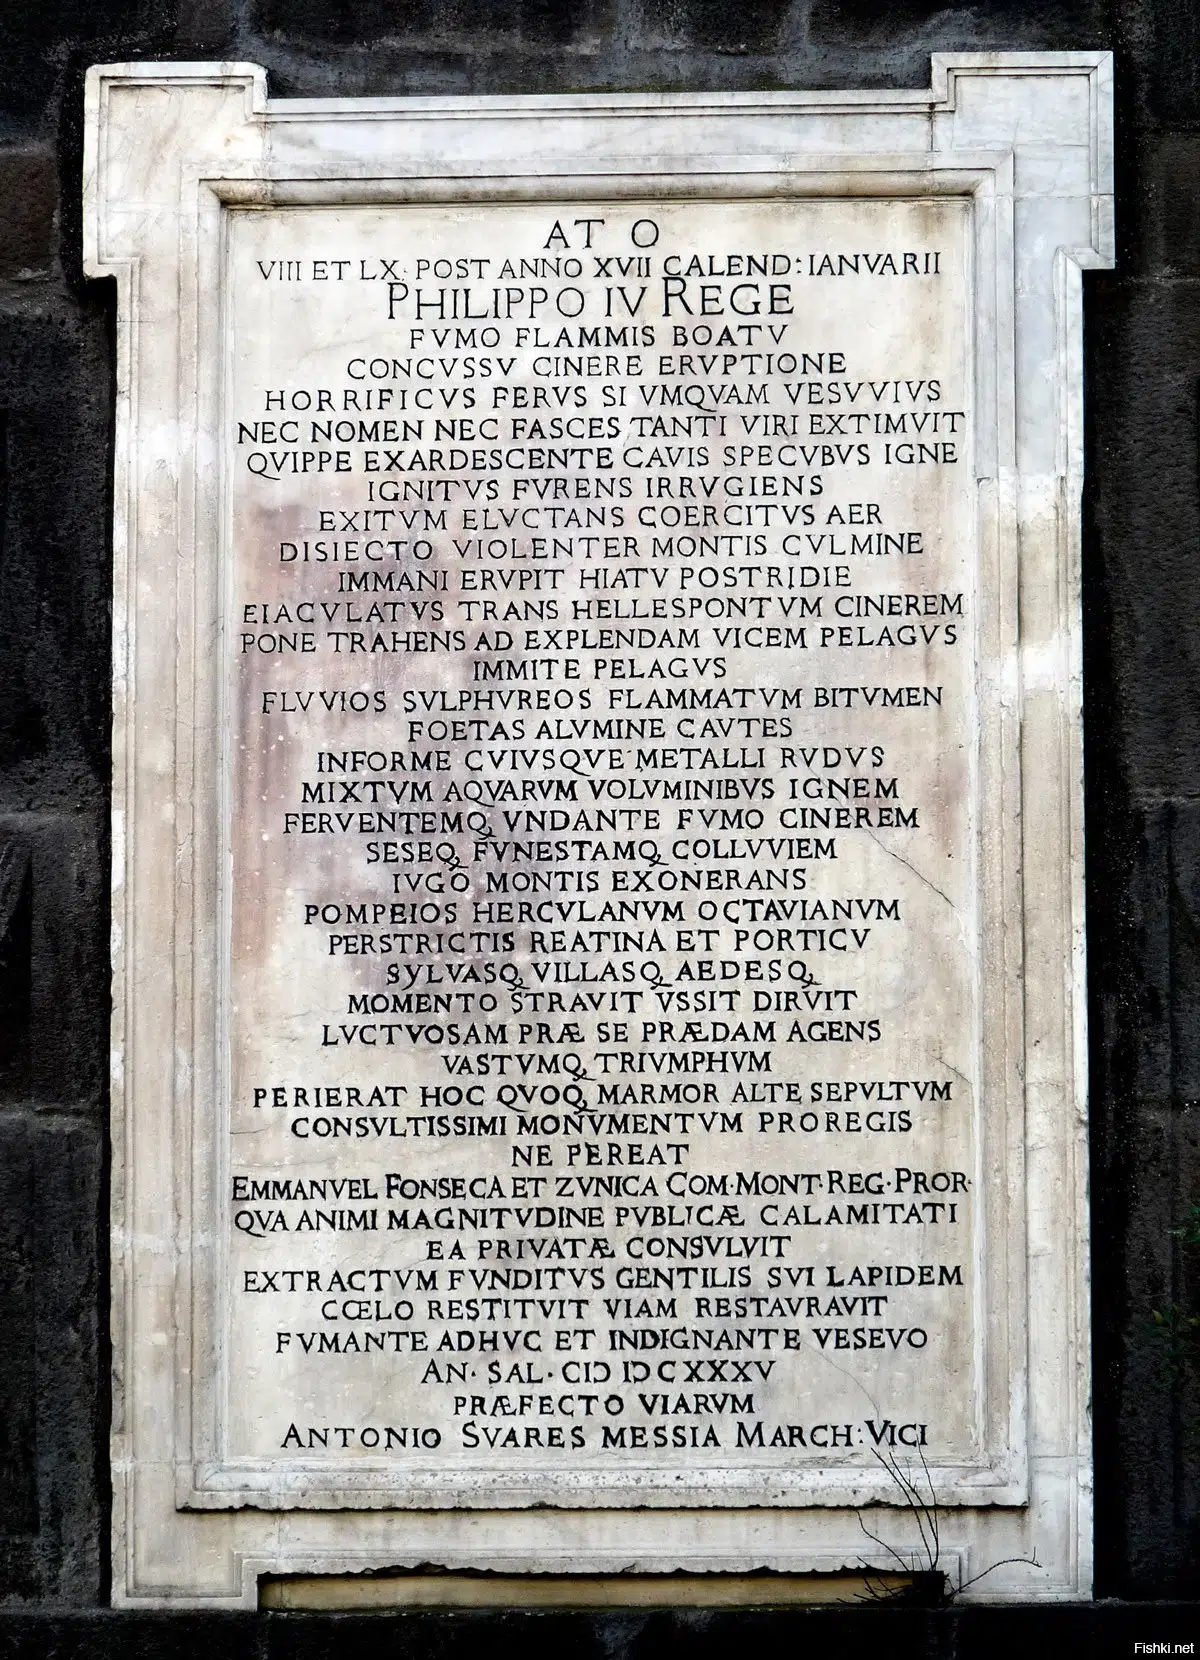 AT O
VIII ET LX. POST ANNO XVII CALEND: IANVARII
PHILIPPO IV REGE
FVMO FLAMMIS BOATV
CONCVSSV CINERE ERVPTIONE
HORRIFICVS FERVS SI VMQVAM VESVVIVS
NEC NOMEN NEC FASCES TANTI VIRI EXTIMVIT
QVIPPE EXARDESCENTE CAVIS SPECVBVS IGNE
IGNITVS FVRENS IRRVGIENS
EXITVM ELVCTANS COERCITVS AER
DISIECTO VIOLENTER MONTIS CVLMINE
IMMANI ERVPIT HIATV POSTRIDIE
EIACVLATVS TRANS HELLESPONTVM CINEREM
PONE TRAHENS AD EXPLENDAM VICEM PELAGVS
IMMITE PELAGVS
FLVVIOS SVLPHVREOS FLAMMATVM BITVMEN
FOETAS ALVMINE CAVTES
INFORME CVIVSQVE METALLI RVDVS
MIXTVM AQVARVM VOLVMINIBVS IGNEM
FERVENTEMQ, VNDANTE FVMO CINEREM
SESEQ, FVNESTAMQ, COLLVVIEM
IVGO MONTIS EXONERANS
POMPEIOS HERCVLANVM OCTAVIANVM
PERSTRICTIS REATINA ET PORTICV
SYLVASQ, VILLASQ, AEDESQ,
MOMENTO STRAVIT VSSIT DIRVIT
LVCTVOSAM PRÆ SE PRÆDAM AGENS
VASTVMQ, TRIVMPHVM
PERIERAT HOC QVOQ, MARMOR ALTE SEPVLTVM
CONSVLTISSIMI MONVMENTVM PROREGIS
NE PEREAT
EMMANVEL FONSECA ET ZVNICA COM·MONT·REG·PROR·
QVA ANIMI MAGNITVDINE PVBLICÆ CALAMITATI
EA PRIVATÆ CONSVLVIT
EXTRACTVM FVNDITVS GENTILIS SVI LAPIDEM
CŒLO RESTITVIT VIAM RESTAVRAVIT
FVMANTE ADHVC ET INDIGNANTE VESEVO
AN· SAL· CIↃ IↃCXXXV
PRÆFECTO VIARVM
ANTONIO SVARES MESSIA MARCH: VICI
Fishki.net